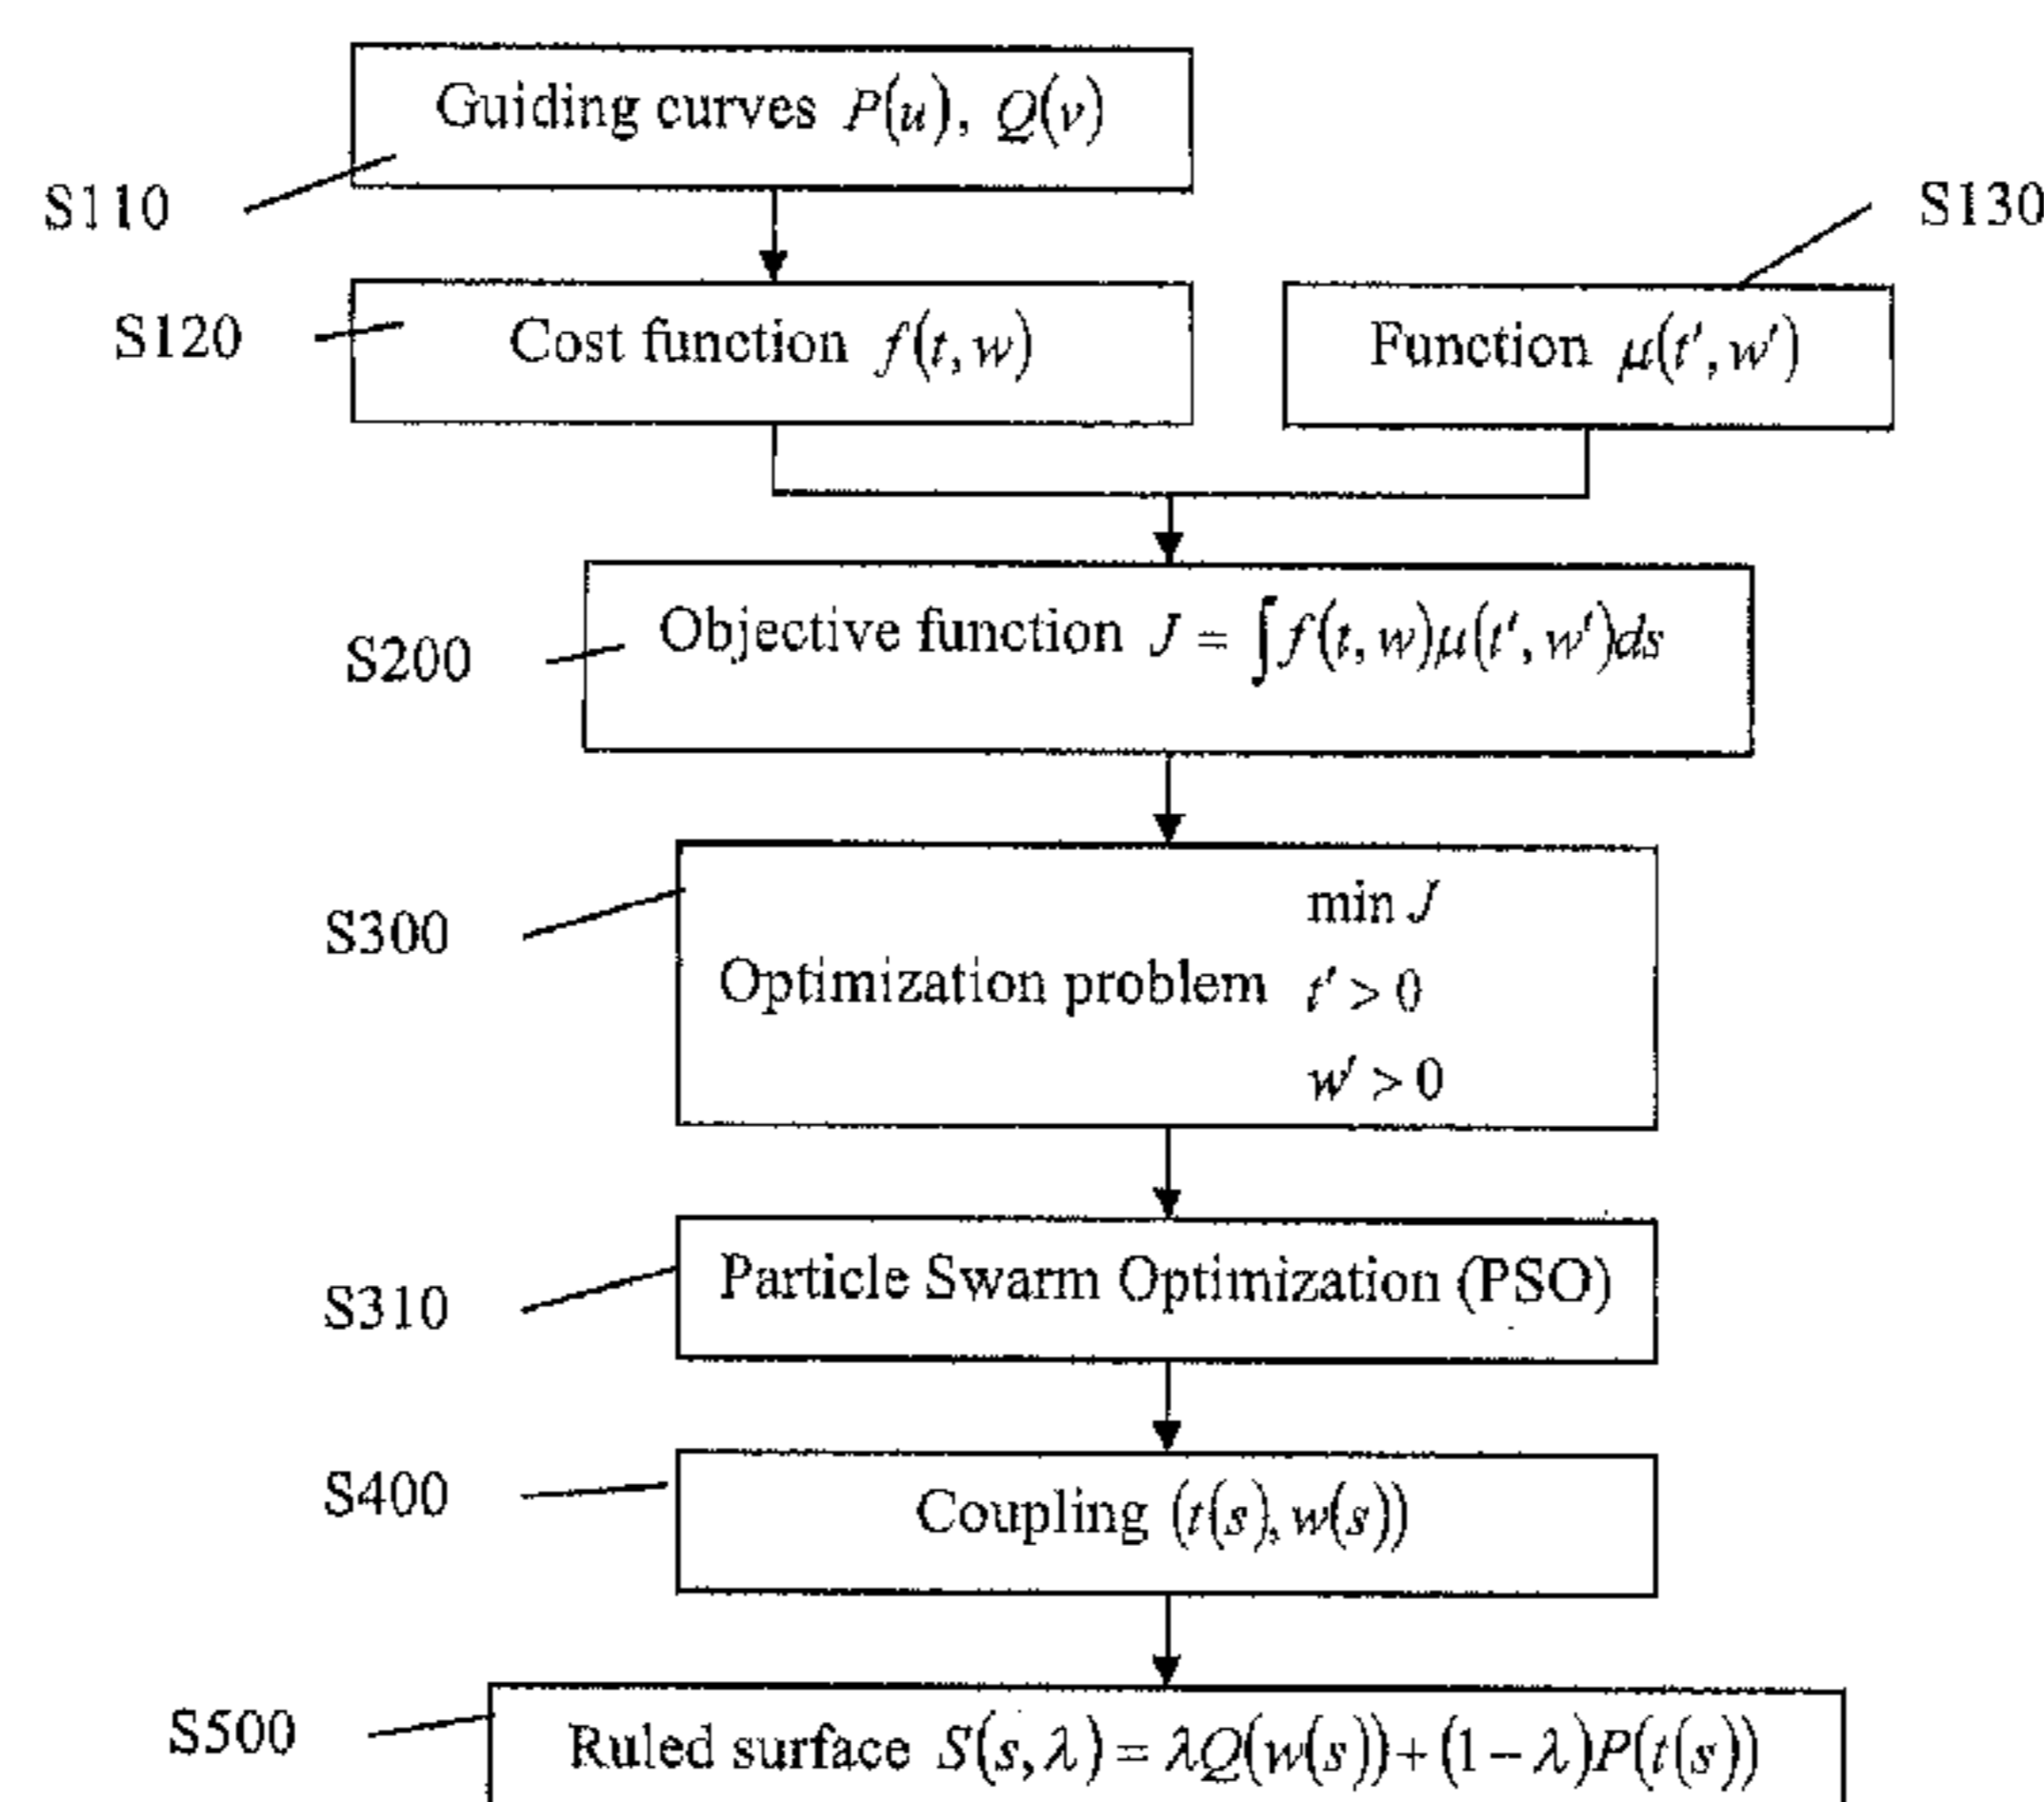 Guiding curves P(u), Q(v)
S110
S130
S120
Cost function f(t, w)
Function μ(t′, w′)
S200
Objective function J = ∫f(t, w)μ(t′, w′)ds
S300
min J
Optimization problem t′ > 0
w′ > 0
S310
Particle Swarm Optimization (PSO)
S400
Coupling (t(s), w(s))
S500
Ruled surface S(s, λ) = λQ(w(s)) + (1 − λ)P(t(s))